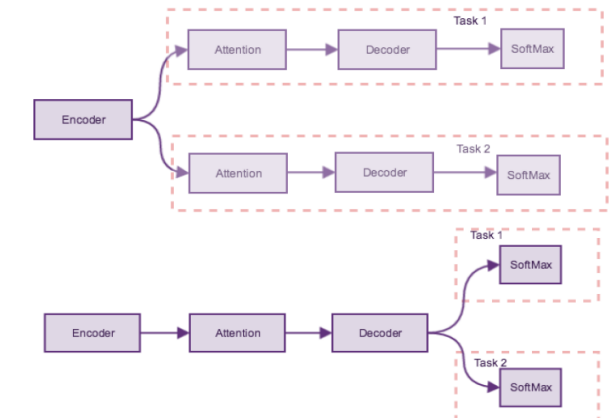 Task 1
Attention Decoder SoftMax
Encoder
Task 2
Attention Decoder SoftMax
Task 1
SoftMax
Encoder Attention Decoder
Task 2
SoftMax